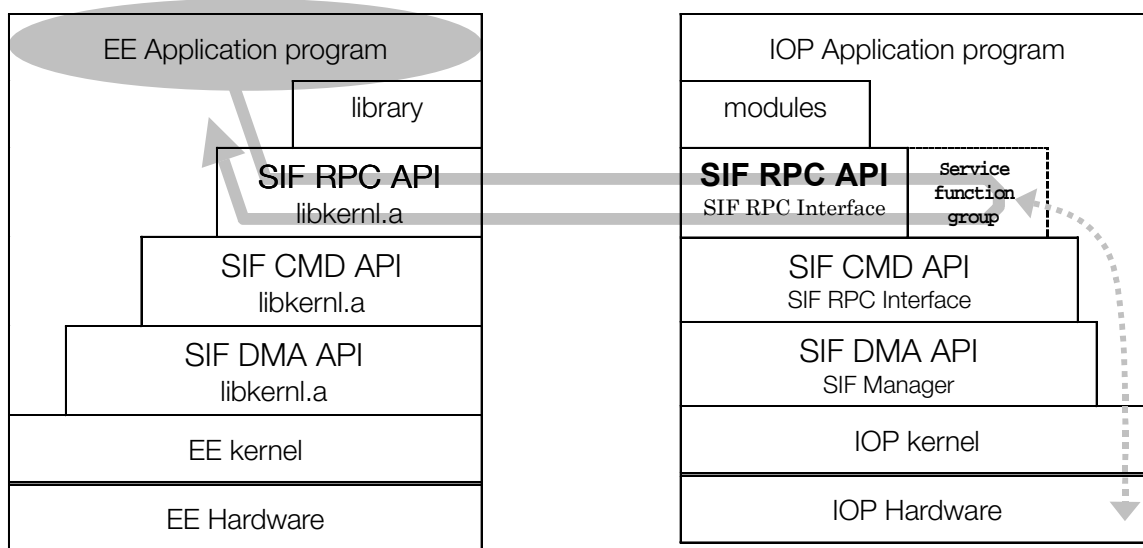 EE Application program
library
SIF RPC API
libkernl.a
SIF CMD API
libkernl.a
SIF DMA API
libkernl.a
EE kernel
EE Hardware
IOP Application program
modules
SIF RPC API
SIF RPC Interface
Service
function
group
SIF CMD API
SIF RPC Interface
SIF DMA API
SIF Manager
IOP kernel
IOP Hardware